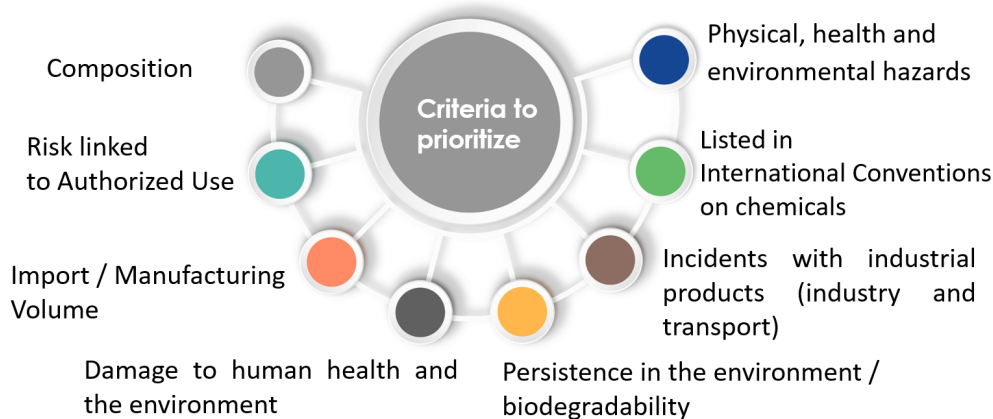 Criteria to
prioritize
Composition
Risk linked
to Authorized Use
Import / Manufacturing
Volume
Damage to human health and
the environment
Persistence in the environment /
biodegradability
Incidents with industrial
products (industry and
transport)
Listed in
International Conventions
on chemicals
Physical, health and
environmental hazards